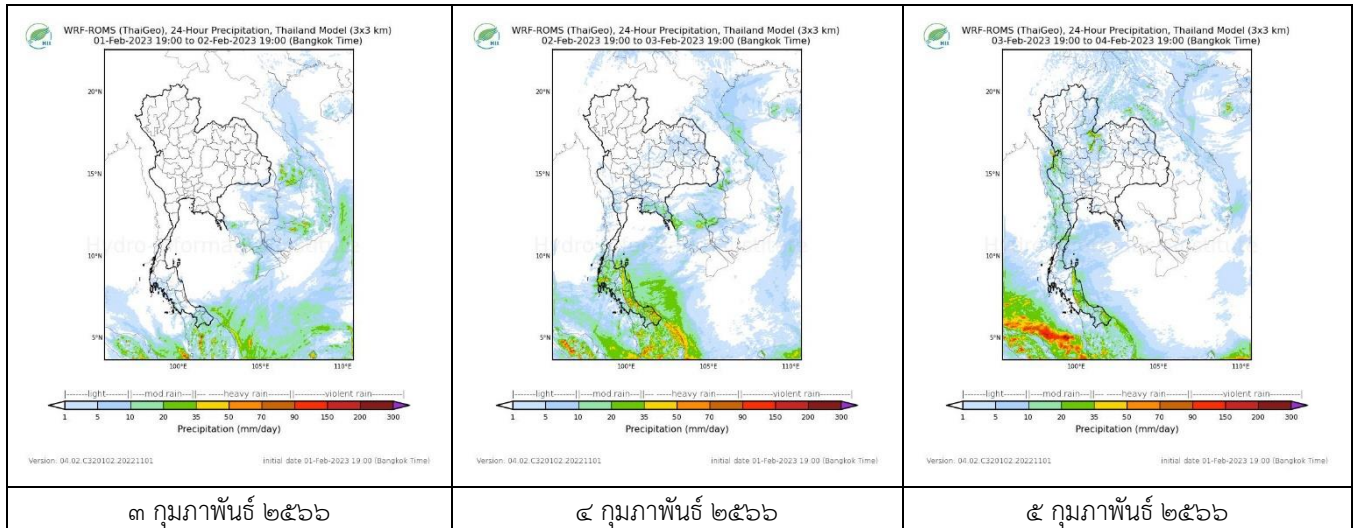 WRF-ROMS (ThaiGeo), 24-Hour Precipitation, Thailand Model (3x3 km)
01-Feb-2023 19:00 to 02-Feb-2023 19:00 (Bangkok Time)
20°N
15°N
10°N
5°N
100°E 105°E 110°E
light mod.rain heavy rain violent rain
1 5 10 20 35 50 70 90 150 200 300
Precipitation (mm/day)
Version: 04.02.C320102.20221101 initial date 01-Feb-2023 19:00 (Bangkok Time)
๓ กุมภาพันธ์ ๒๕๖๖
WRF-ROMS (ThaiGeo), 24-Hour Precipitation, Thailand Model (3x3 km)
02-Feb-2023 19:00 to 03-Feb-2023 19:00 (Bangkok Time)
20°N
15°N
10°N
5°N
100°E 105°E 110°E
light mod.rain heavy rain violent rain
1 5 10 20 35 50 70 90 150 200 300
Precipitation (mm/day)
Version: 04.02.C320102.20221101 initial date 01-Feb-2023 19:00 (Bangkok Time)
๔ กุมภาพันธ์ ๒๕๖๖
WRF-ROMS (ThaiGeo), 24-Hour Precipitation, Thailand Model (3x3 km)
03-Feb-2023 19:00 to 04-Feb-2023 19:00 (Bangkok Time)
20°N
15°N
10°N
5°N
100°E 105°E 110°E
light mod.rain heavy rain violent rain
1 5 10 20 35 50 70 90 150 200 300
Precipitation (mm/day)
Version: 04.02.C320102.20221101 initial date 01-Feb-2023 19:00 (Bangkok Time)
๕ กุมภาพันธ์ ๒๕๖๖